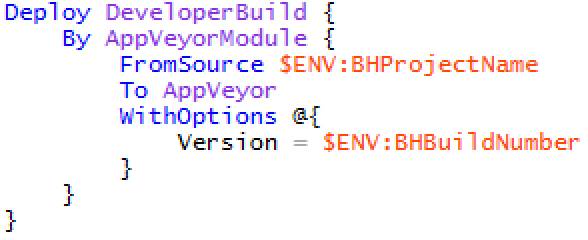 Deploy DeveloperBuild {
    By AppVeyorModule {
        FromSource $ENV:BHProjectName
        To AppVeyor
        WithOptions @{
            Version = $ENV:BHBuildNumber
        }
    }
}